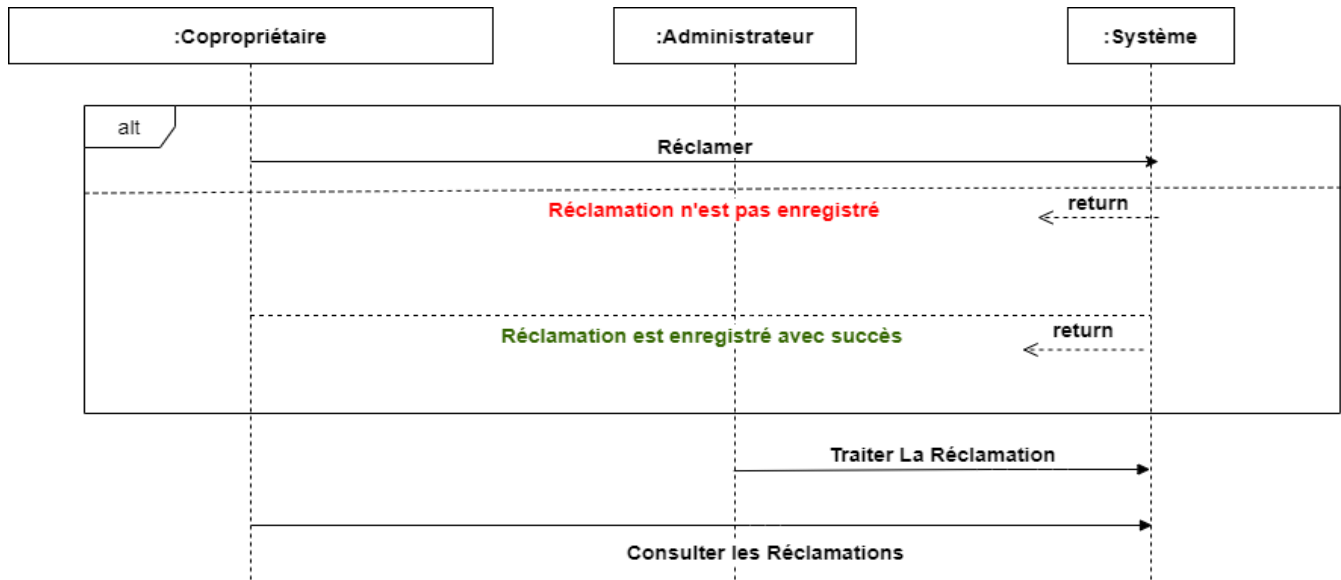 :Copropriétaire
:Administrateur
:Système
alt
Réclamer
Réclamation n'est pas enregistré
return
Réclamation est enregistré avec succès
return
Traiter La Réclamation
Consulter les Réclamations